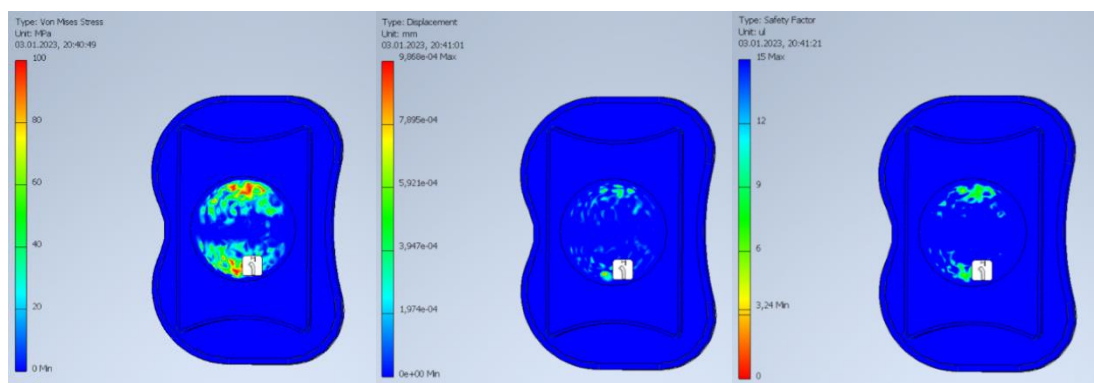 Type: Von Mises Stress
Unit: MPa
03.01.2023, 20:40:49
100
80
60
40
20
0 Min
Type: Displacement
Unit: mm
03.01.2023, 20:41:01
9,868e-04 Max
7,895e-04
5,921e-04
3,947e-04
1,974e-04
0e+00 Min
Type: Safety Factor
Unit: ul
03.01.2023, 20:41:21
15 Max
12
9
6
3,24 Min
0